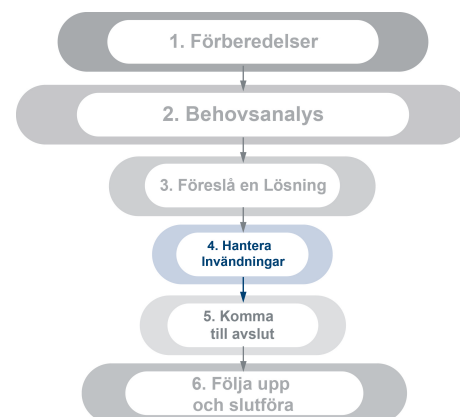 1. Förberedelser
2. Behovsanalys
3. Föreslå en Lösning
4. Hantera
Invändningar
5. Komma
till avslut
6. Följa upp
och slutföra